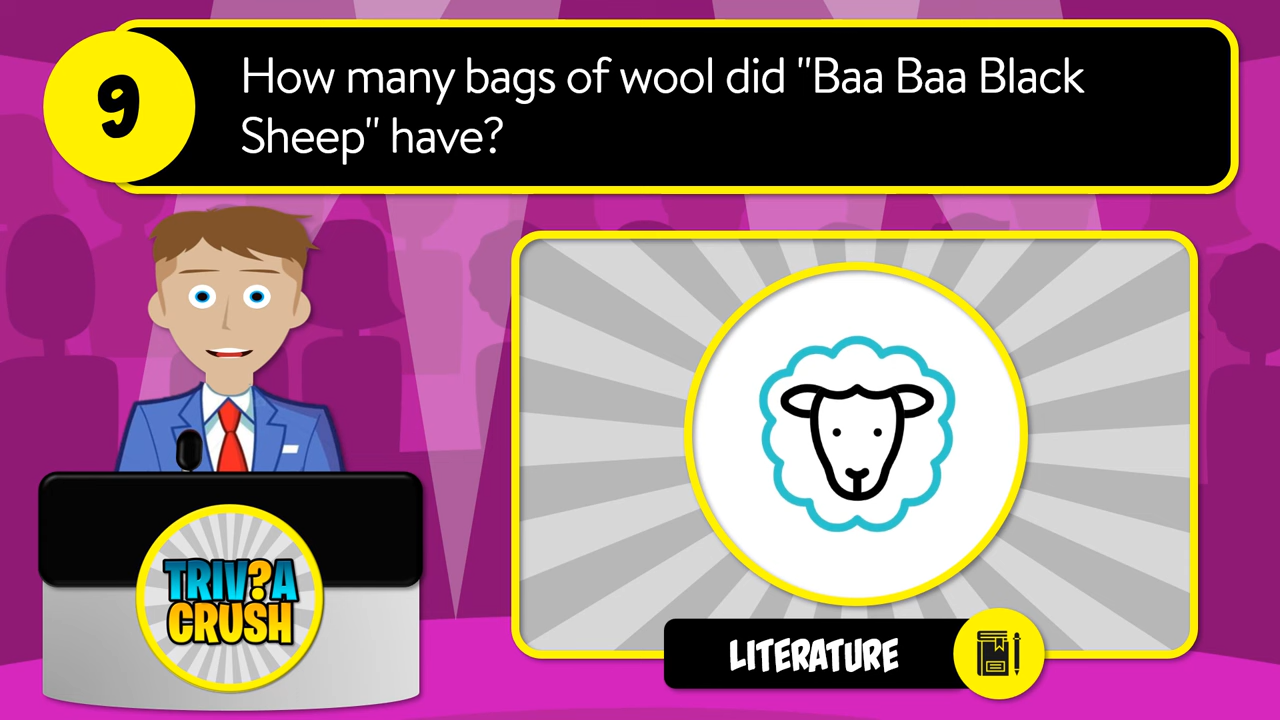 9
How many bags of wool did "Baa Baa Black
Sheep" have?
TRIV?A
CRUSH
LITERATURE